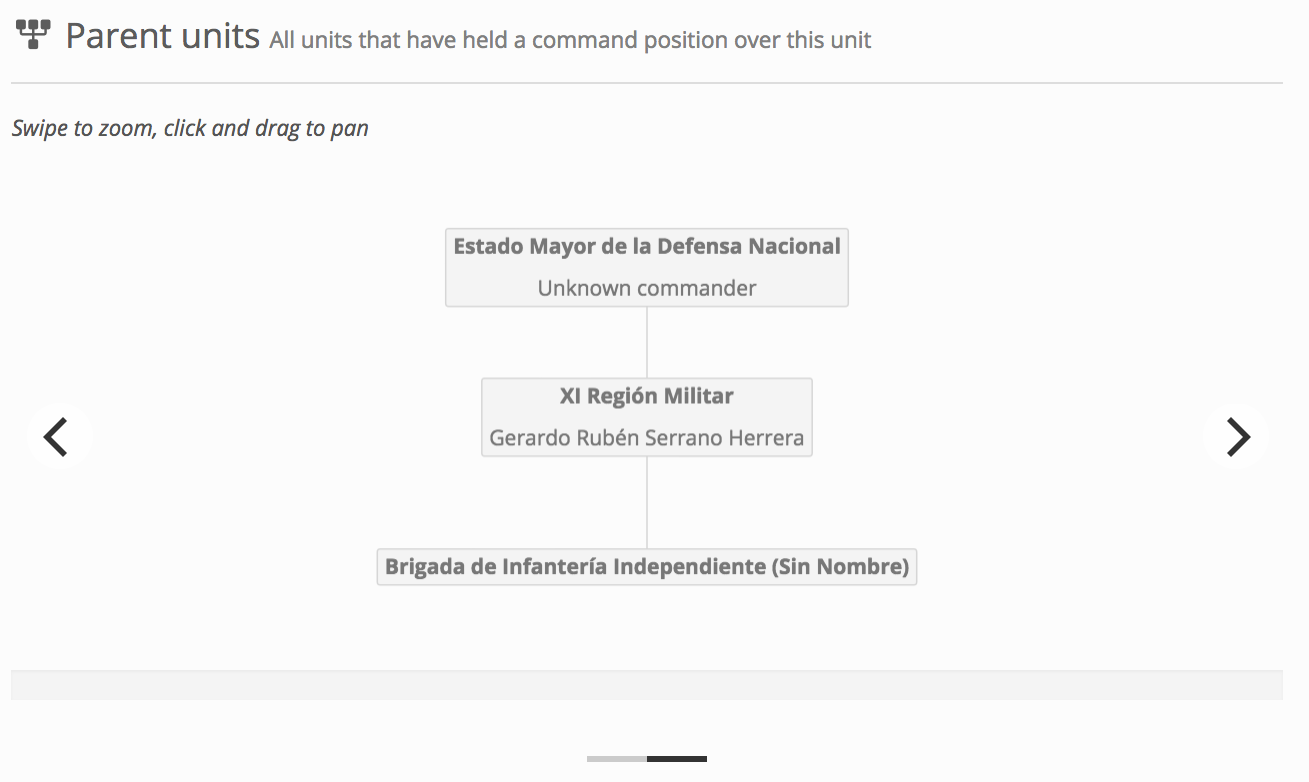 Parent units All units that have held a command position over this unit
Swipe to zoom, click and drag to pan
Estado Mayor de la Defensa Nacional
Unknown commander
XI Región Militar
Gerardo Rubén Serrano Herrera
Brigada de Infantería Independiente (Sin Nombre)